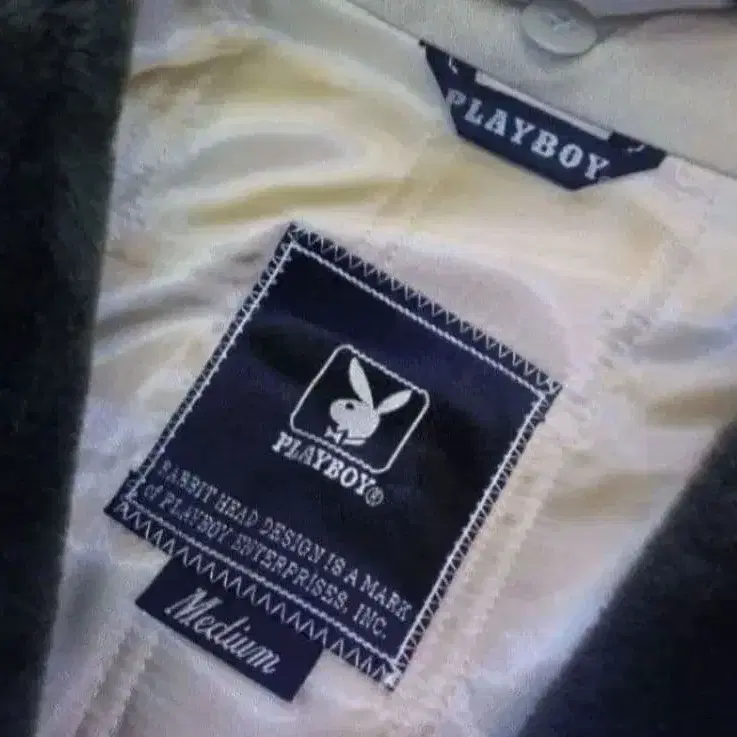 PLAYBOY
PLAYBOY®
RABBIT HEAD DESIGN IS A MARK
of PLAYBOY ENTERPRISES, INC.
Medium